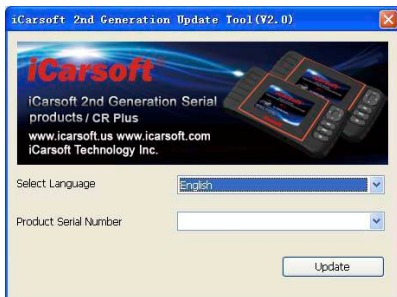 iCarsoft 2nd Generation Update Tool(V2.0)
iCarsoft
iCarsoft 2nd Generation Serial
products / CR Plus
www.icarsoft.us www.icarsoft.com
iCarsoft Technology Inc.
Select Language
English
Product Serial Number
Update